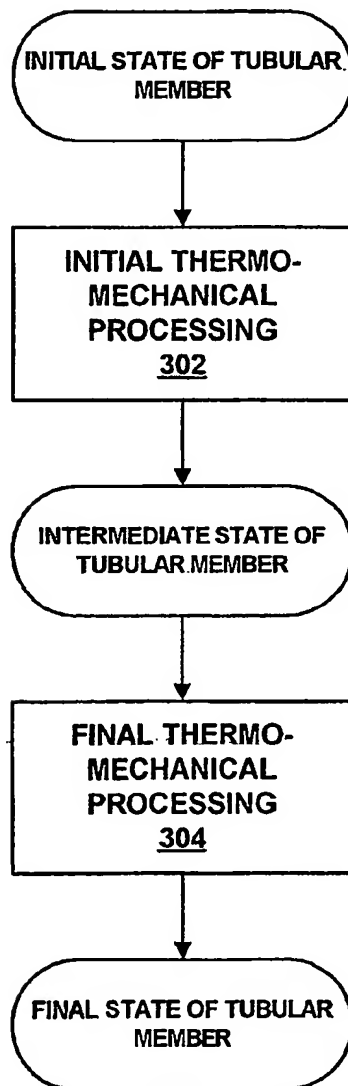 INITIAL STATE OF TUBULAR
MEMBER
INITIAL THERMO-
MECHANICAL
PROCESSING
302
INTERMEDIATE STATE OF
TUBULAR MEMBER
FINAL THERMO-
MECHANICAL
PROCESSING
304
FINAL STATE OF TUBULAR
MEMBER